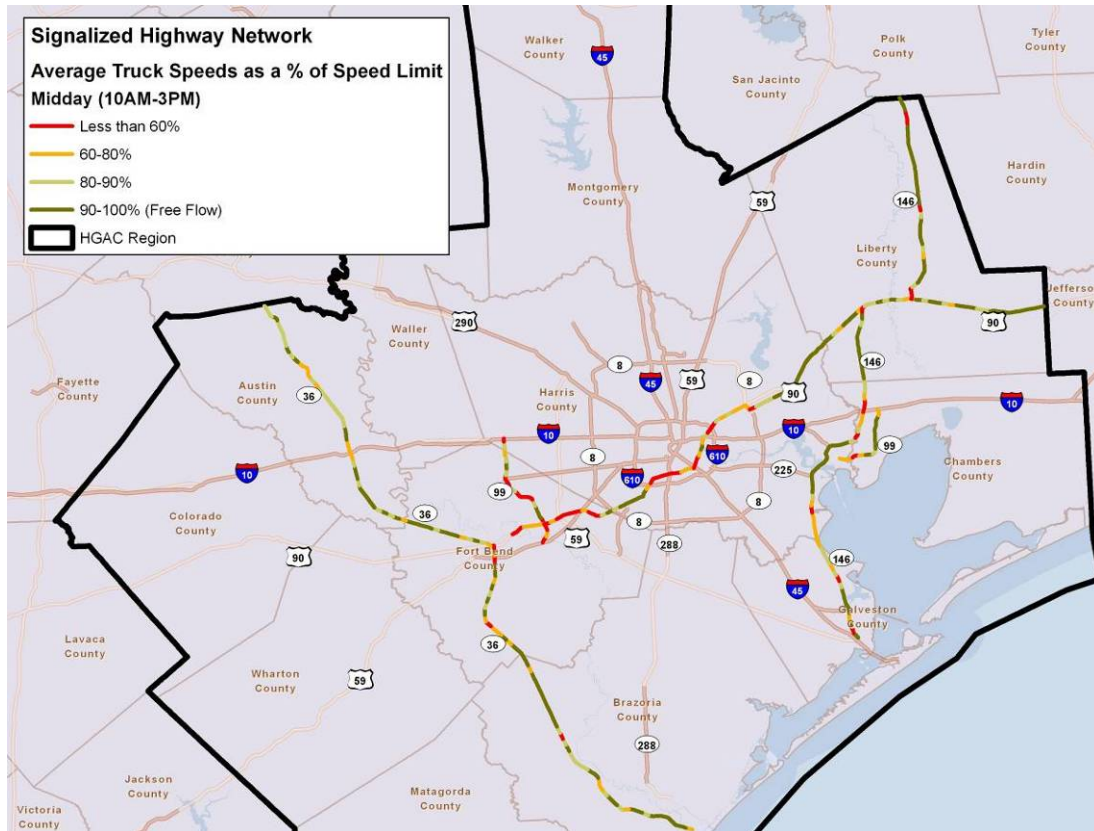 Signalized Highway Network
Average Truck Speeds as a % of Speed Limit
Midday (10AM-3PM)
Less than 60%
60-80%
80-90%
90-100% (Free Flow)
HGAC Region
Walker
County
45
Polk
County
Tyler
County
San Jacinto
County
Hardin
County
Montgomery
County
59
146
Liberty
County
Jefferson
County
Waller
County
290
90
Fayette
County
Austin
County
36
Harris
County
8
45
59
8
90
146
10
10
10
99
8
610
610
225
Chambers
County
10
99
Colorado
County
36
8
8
90
59
288
Fort Bend
County
146
45
Galveston
County
Lavaca
County
36
Wharton
County
59
Brazoria
County
288
Jackson
County
Matagorda
County
Victoria
County